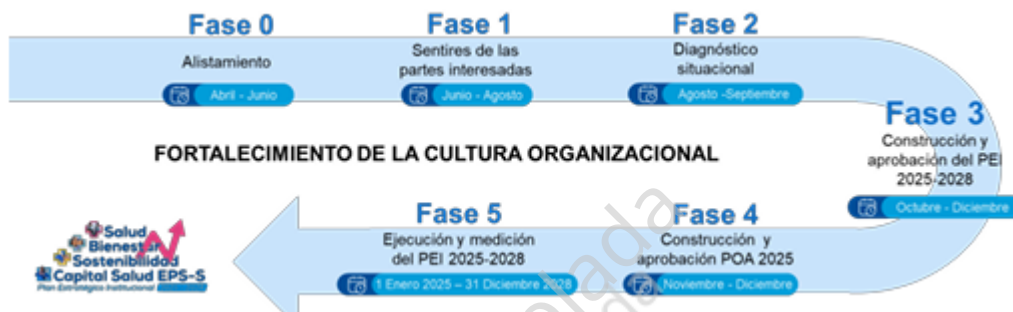 Fase 0
Alistamiento
Abril - Junio
Fase 1
Sentires de las
partes interesadas
Junio - Agosto
Fase 2
Diagnóstico
situacional
Agosto -Septiembre
Fase 3
Construcción y
aprobación del PEI
2025-2028
Octubre - Diciembre
FORTALECIMIENTO DE LA CULTURA ORGANIZACIONAL
Fase 4
Construcción y
aprobación POA 2025
Noviembre - Diciembre
Fase 5
Ejecución y medición
del PEI 2025-2028
1 Enero 2025 – 31 Diciembre 2028
Salud
Bienestar
Sostenibilidad
Capital Salud EPS-S
Plan Estratégico Institucional